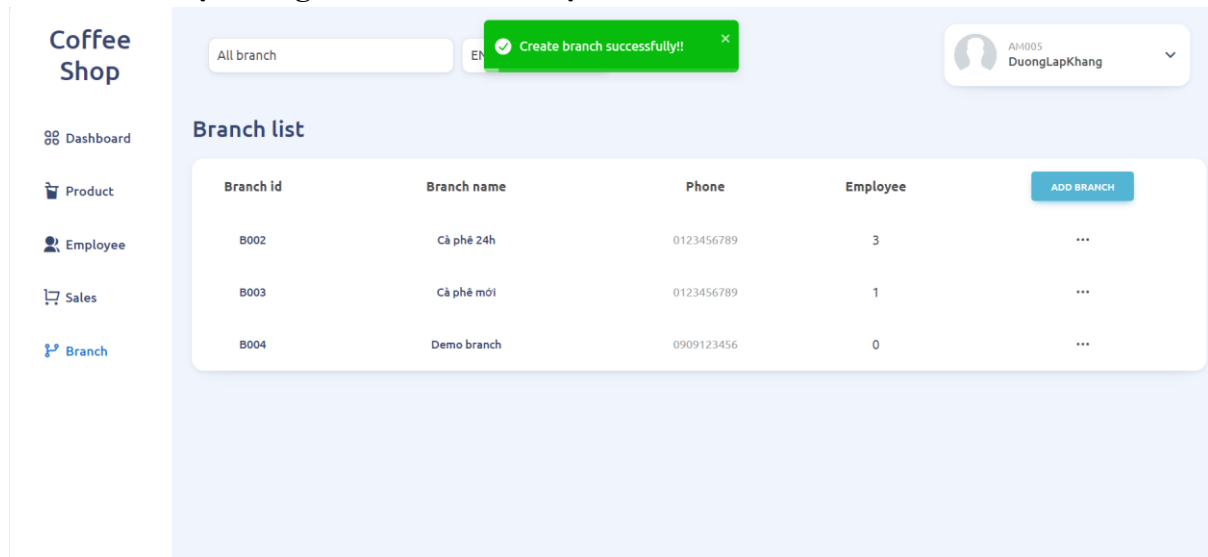 Coffee
Shop
All branch
EN
Create branch successfully!!
×
AM005
DuongLapKhang
Dashboard
Product
Employee
Sales
Branch
Branch list
Branch id Branch name Phone Employee ADD BRANCH
B002 Cà phê 24h 0123456789 3 ...
B003 Cà phê mới 0123456789 1 ...
B004 Demo branch 0909123456 0 ...